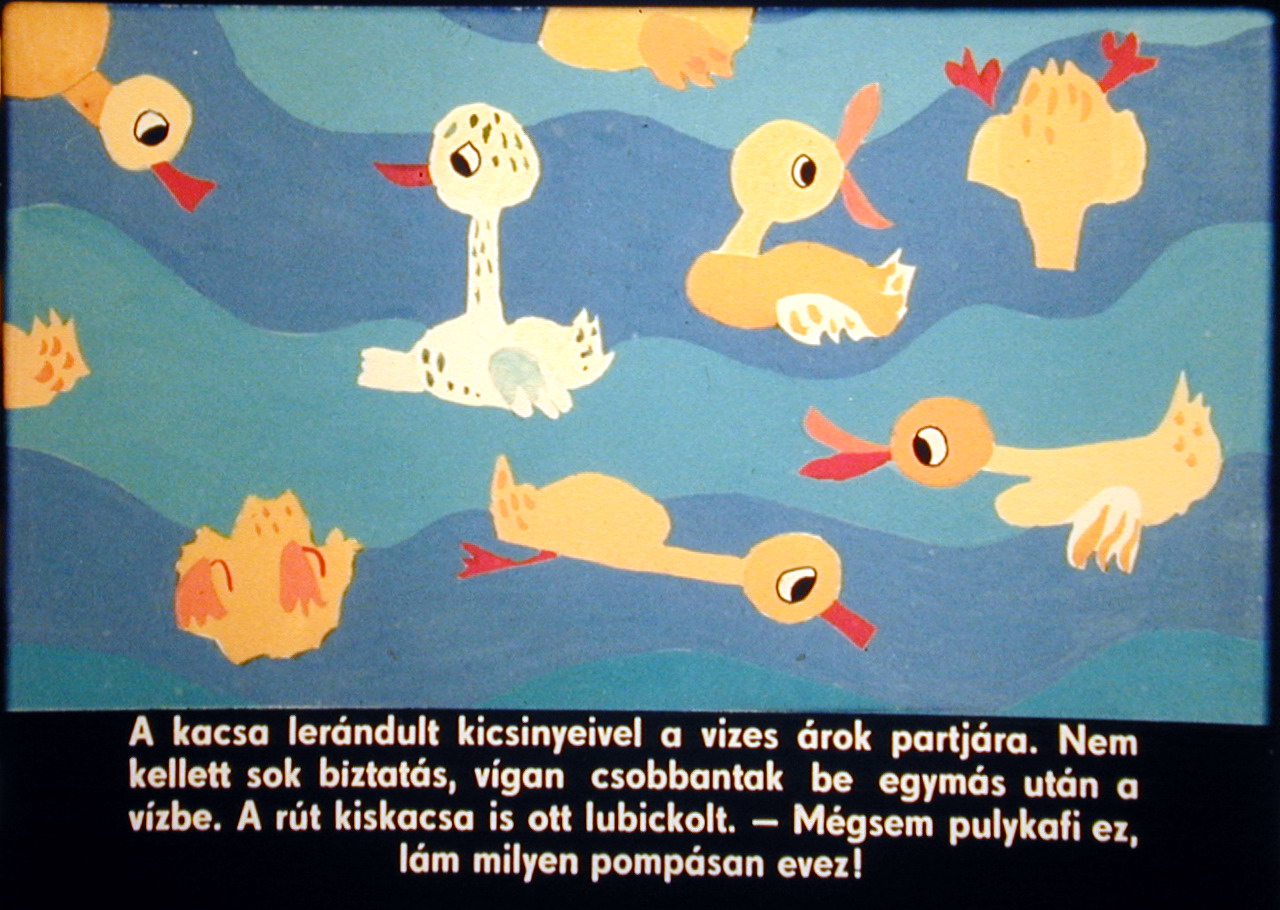 A kacsa lerándult kicsinyeivel a vizes árok partjára. Nem
kellett sok biztatás, vígan csobbantak be egymás után a
vízbe. A rút kiskacsa is ott lubickolt. — Mégsem pulykafi ez,
lám milyen pompásan evez!